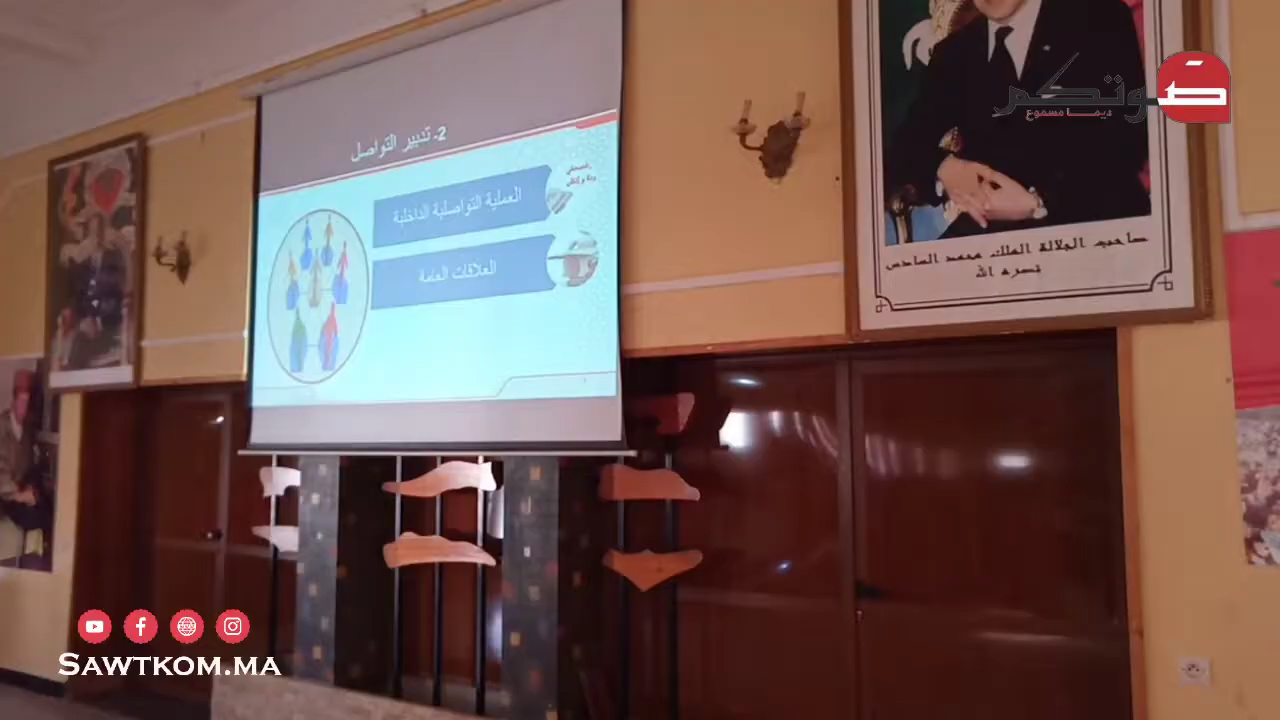 صوتكم
ديما مسموع
2- تدبير التواصل
العملية التواصلية الداخلية
العلاقات العامة
صاحب الجلالة الملك محمد السادس
نصره الله
SAWTKOM.MA